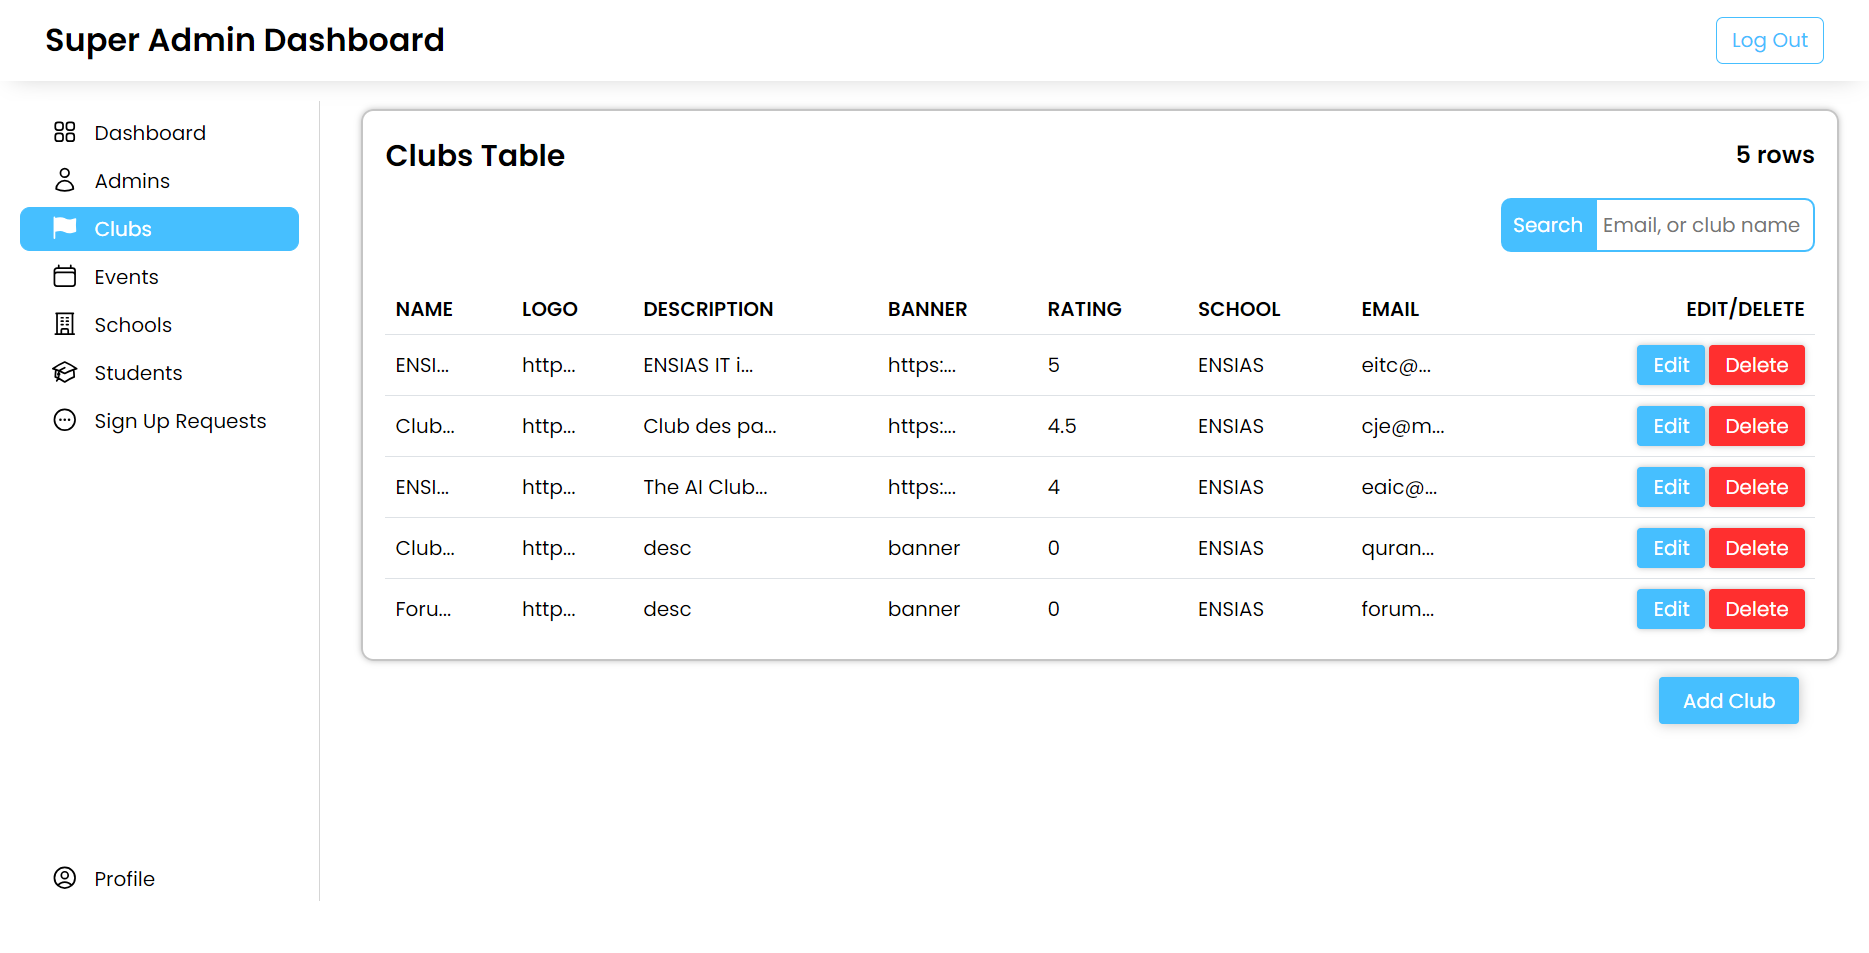 Super Admin Dashboard
Log Out
Dashboard
Admins
Clubs
Events
Schools
Students
Sign Up Requests
Profile
Clubs Table
5 rows
Search Email, or club name
NAME LOGO DESCRIPTION BANNER RATING SCHOOL EMAIL EDIT/DELETE
ENSI... http... ENSIAS IT i... https:... 5 ENSIAS eitc@... Edit Delete
Club... http... Club des pa... https:... 4.5 ENSIAS cje@m... Edit Delete
ENSI... http... The AI Club... https:... 4 ENSIAS eaic@... Edit Delete
Club... http... desc banner 0 ENSIAS quran... Edit Delete
Foru... http... desc banner 0 ENSIAS forum... Edit Delete
Add Club